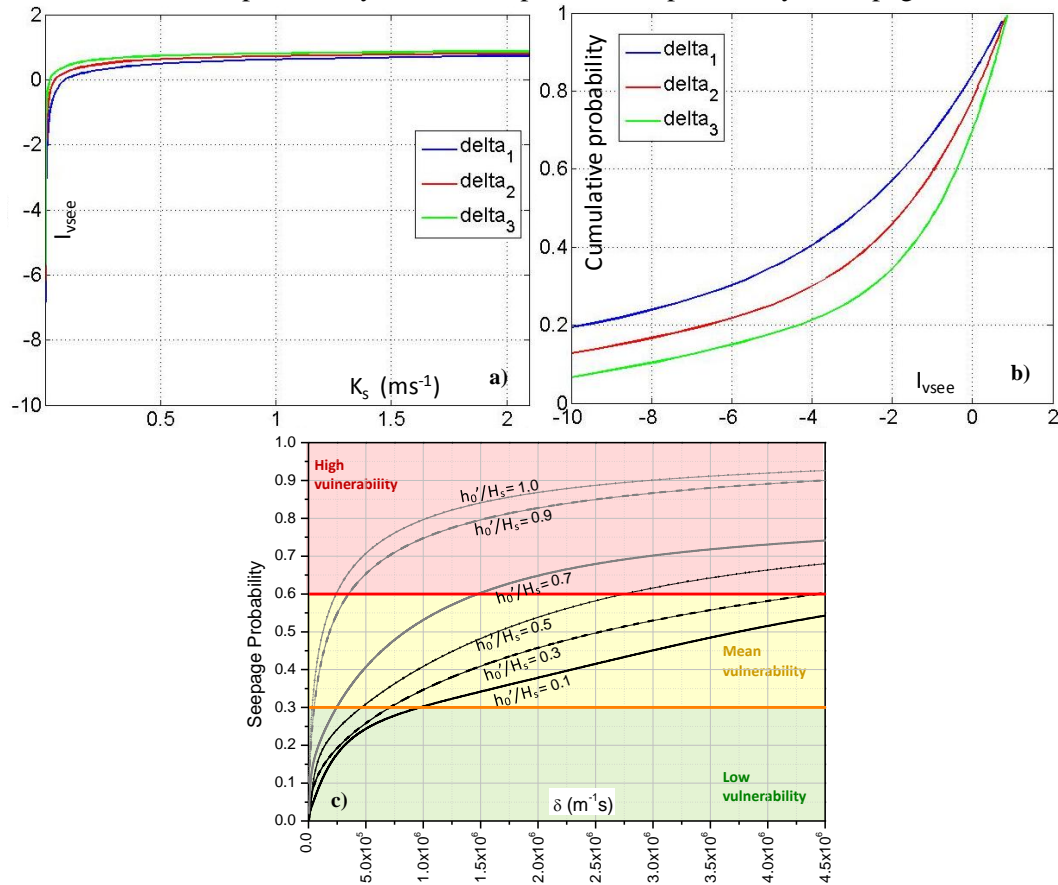 2
0
-2
-4
-6
-8
-10
I_vsee
delta₁
delta₂
delta₃
0.5
1
1.5
2
Kₛ (ms⁻¹)
a)
1
0.8
0.6
0.4
0.2
0
Cumulative probability
delta₁
delta₂
delta₃
-10
-8
-6
-4
-2
0
2
I_vsee
b)
1.0
0.9
0.8
0.7
0.6
0.5
0.4
0.3
0.2
0.1
0.0
Seepage Probability
High
vuinerability
h₀'/Hₛ= 1.0
h₀'/Hₛ= 0.9
h₀'/Hₛ= 0.7
h₀'/Hₛ= 0.5
h₀'/Hₛ= 0.3
h₀'/Hₛ= 0.1
Mean
vulnerability
Low
vulnerability
c)
δ (m⁻¹s)
0.0
5.0x10⁵
1.0x10⁶
1.5x10⁶
2.0x10⁶
2.5x10⁶
3.0x10⁶
3.5x10⁶
4.0x10⁶
4.5x10⁶